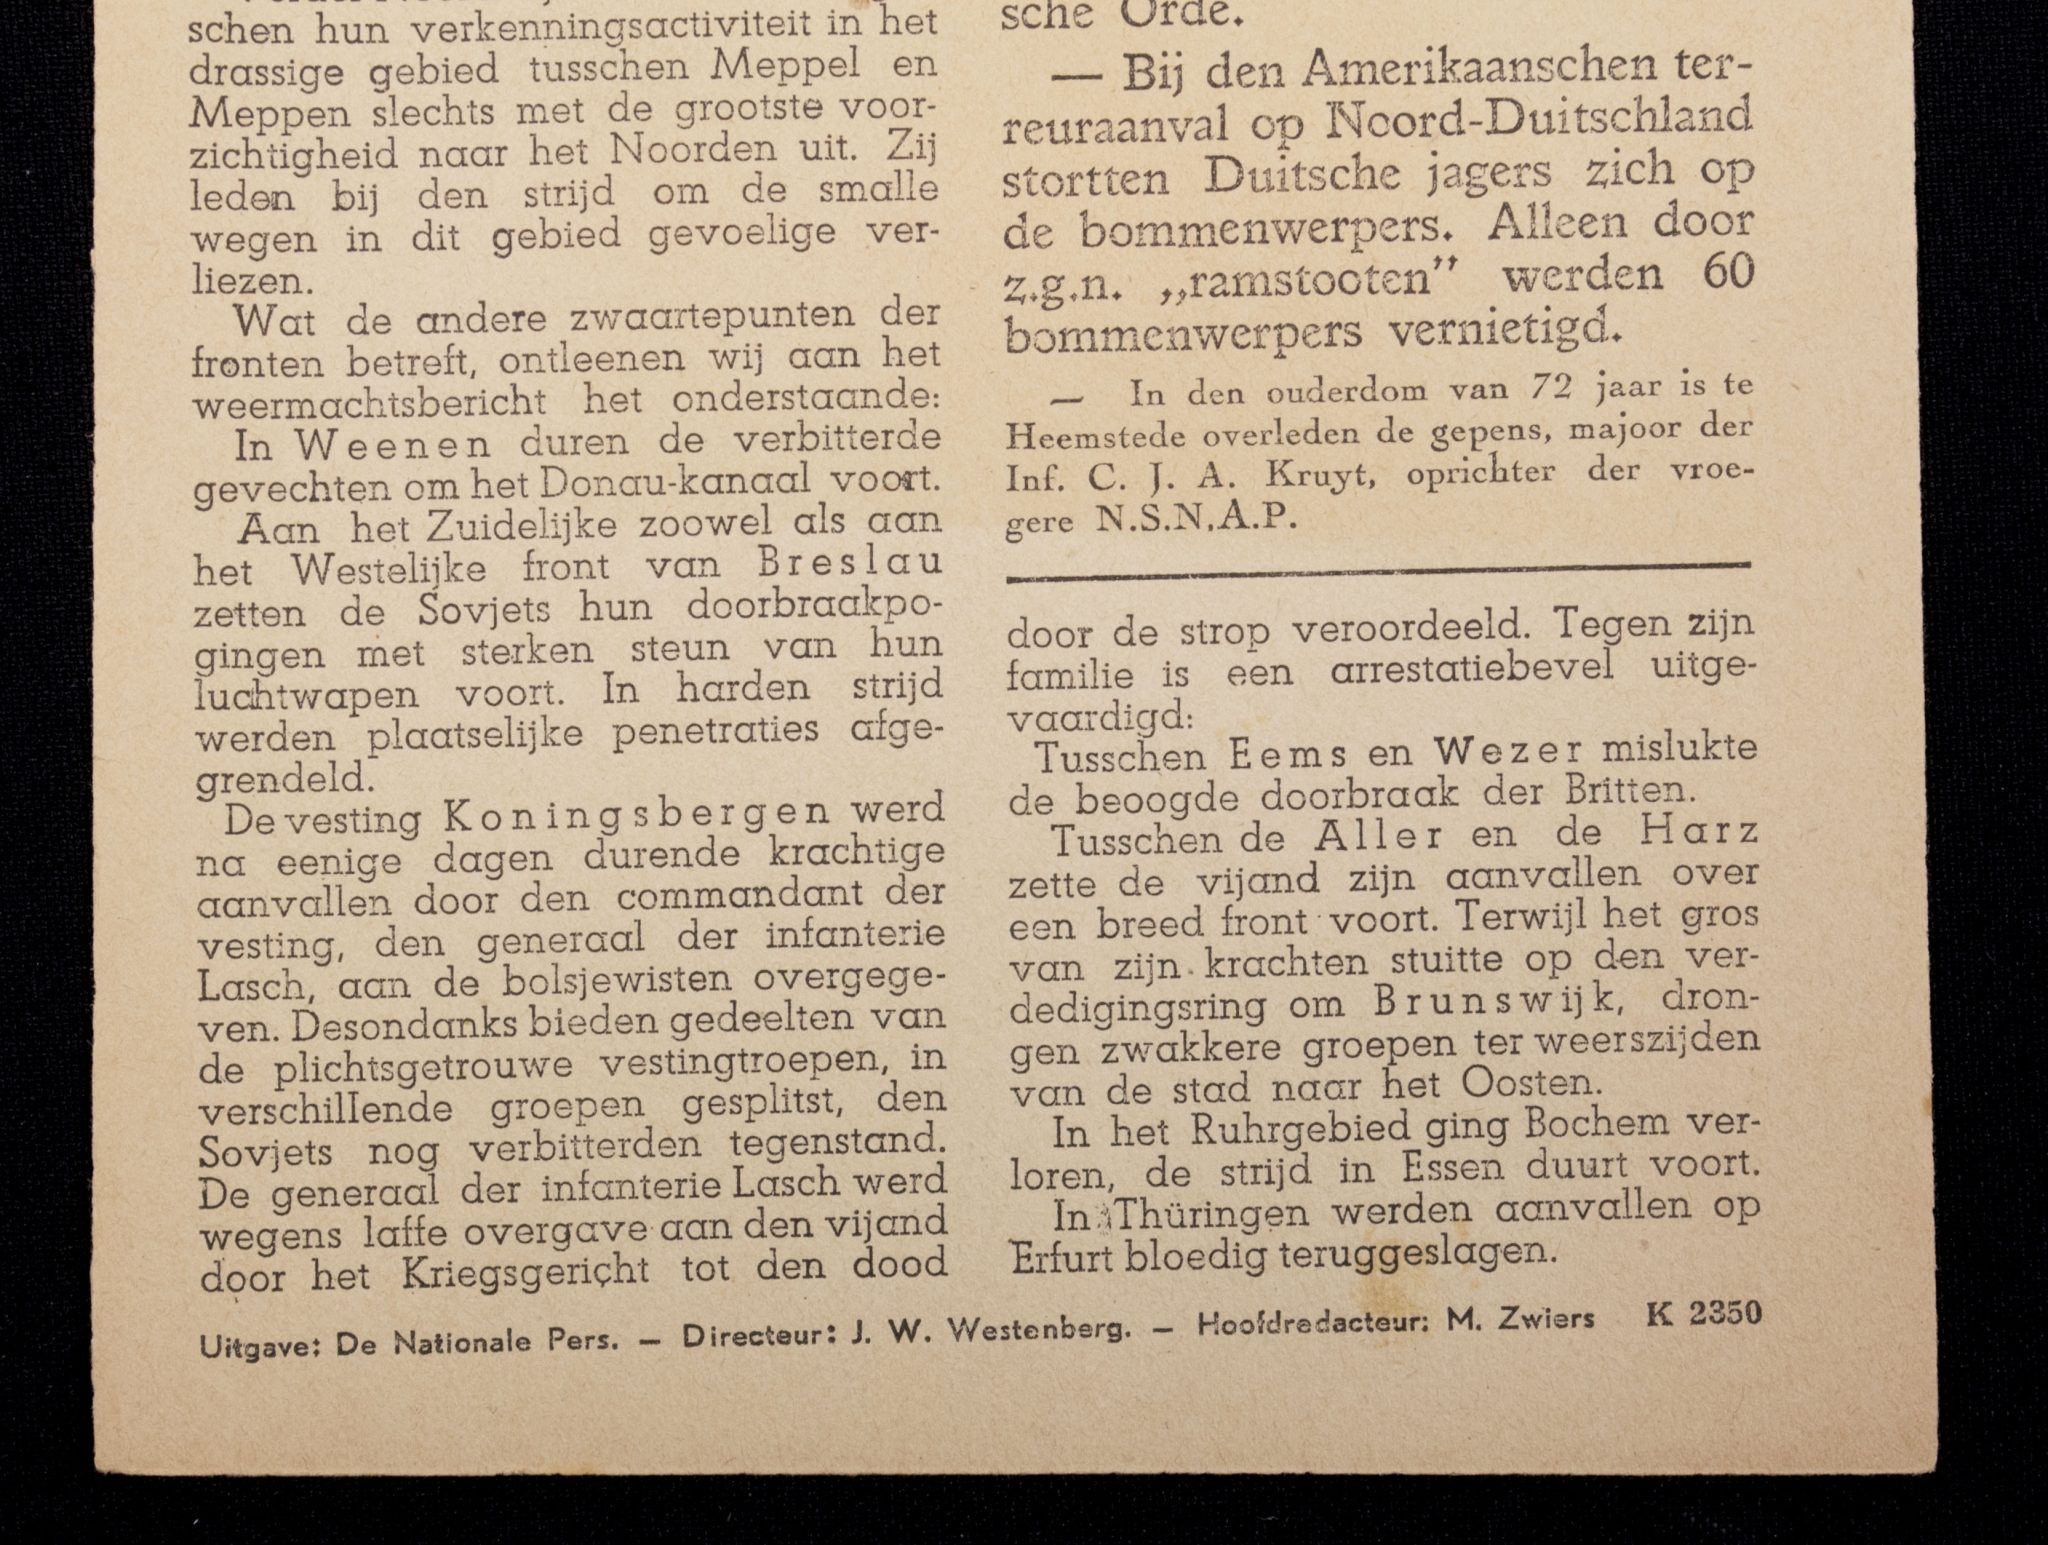 schen hun verkenningsactiviteit in het
drassige gebied tusschen Meppel en
Meppen slechts met de grootste voor-
zichtigheid naar het Noorden uit. Zij
leden bij den strijd om de smalle
wegen in dit gebied gevoelige ver-
liezen.
Wat de andere zwaartepunten der
fronten betreft, ontleenen wij aan het
weermachtsbericht het onderstaande:
In Weenen duren de verbitterde
gevechten om het Donau-kanaal voort.
Aan het Zuidelijke zoowel als aan
het Westelijke front van Breslau
zetten de Sovjets hun doorbraakpo-
gingen met sterken steun van hun
luchtwapen voort. In harden strijd
werden plaatselijke penetraties afge-
grendeld.
De vesting Koningsbergen werd
na eenige dagen durende krachtige
aanvallen door den commandant der
vesting, den generaal der infanterie
Lasch, aan de bolsjewisten overgege-
ven. Desondanks bieden gedeelten van
de plichtsgetrouwe vestingtroepen, in
verschillende groepen gesplitst, den
Sovjets nog verbitterden tegenstand.
De generaal der infanterie Lasch werd
wegens laffe overgave aan den vijand
door het Kriegsgericht tot den dood
sche Orde.
— Bij den Amerikaanschen ter-
reuraanval op Noord-Duitschland
stortten Duitsche jagers zich op
de bommenwerpers. Alleen door
z.g.n. „ramstooten” werden 60
bommenwerpers vernietigd.
— In den ouderdom van 72 jaar is te
Heemstede overleden de gepens, majoor der
Inf. C. J. A. Kruyt, oprichter der vroe-
gere N.S.N.A.P.
door de strop veroordeeld. Tegen zijn
familie is een arrestatiebevel uitge-
vaardigd:
Tusschen Eems en Wezer mislukte
de beoogde doorbraak der Britten.
Tusschen de Aller en de Harz
zette de vijand zijn aanvallen over
een breed front voort. Terwijl het gros
van zijn krachten stuitte op den ver-
dedigingsring om Brunswijk, dron-
gen zwakkere groepen ter weerszijden
van de stad naar het Oosten.
In het Ruhrgebied ging Bochem ver-
loren, de strijd in Essen duurt voort.
In Thüringen werden aanvallen op
Erfurt bloedig teruggeslagen.
Uitgave: De Nationale Pers. — Directeur: J. W. Westenberg. — Hoofdredacteur: M. Zwiers K 2350